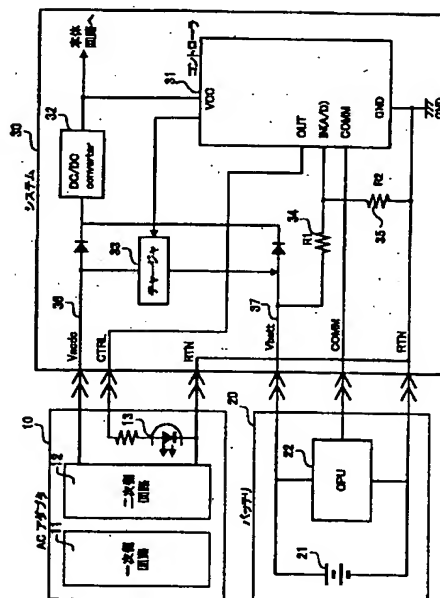 30
システム
36
Vacdc
CTRL
RTN
32
DC/DC
converter
本体
回路へ
33
チャージャ
31
コントローラ
VCC
OUT
IN(A/D)
COMM
GND
GND
34
R1
R2
35
37
Vbatt
COMM
RTN
10
ACアダプタ
11
一次側
回路
12
二次側
回路
13
20
バッテリ
21
22
CPU